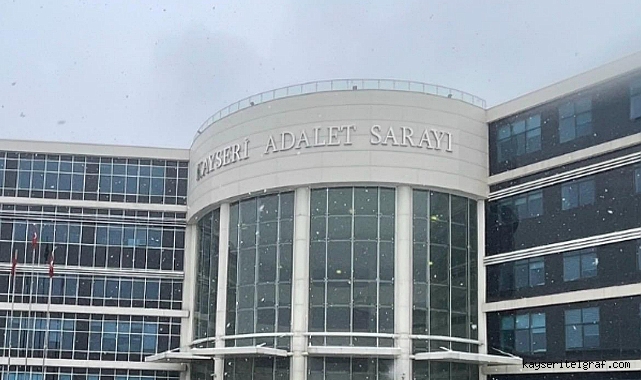 KAYSERİ ADALET SARAYI
kayseritelgraf.com